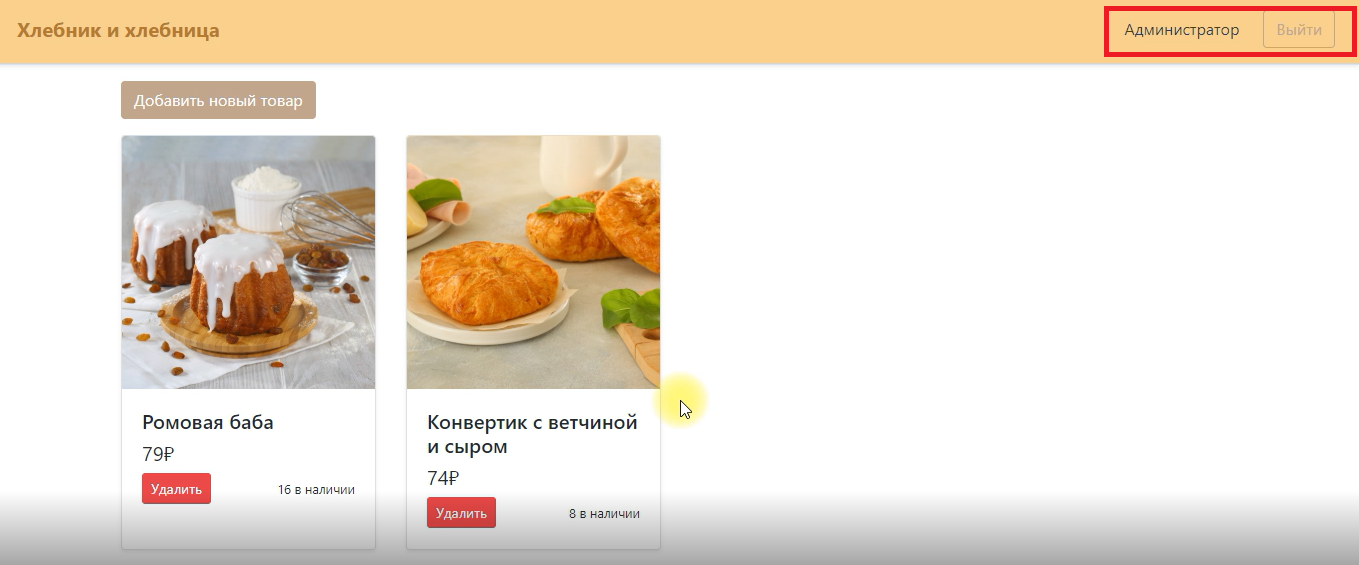 Хлебник и хлебница
Администратор
Выйти
Добавить новый товар
Ромовая баба
79₽
Удалить
16 в наличии
Конвертик с ветчиной
и сыром
74₽
Удалить
8 в наличии